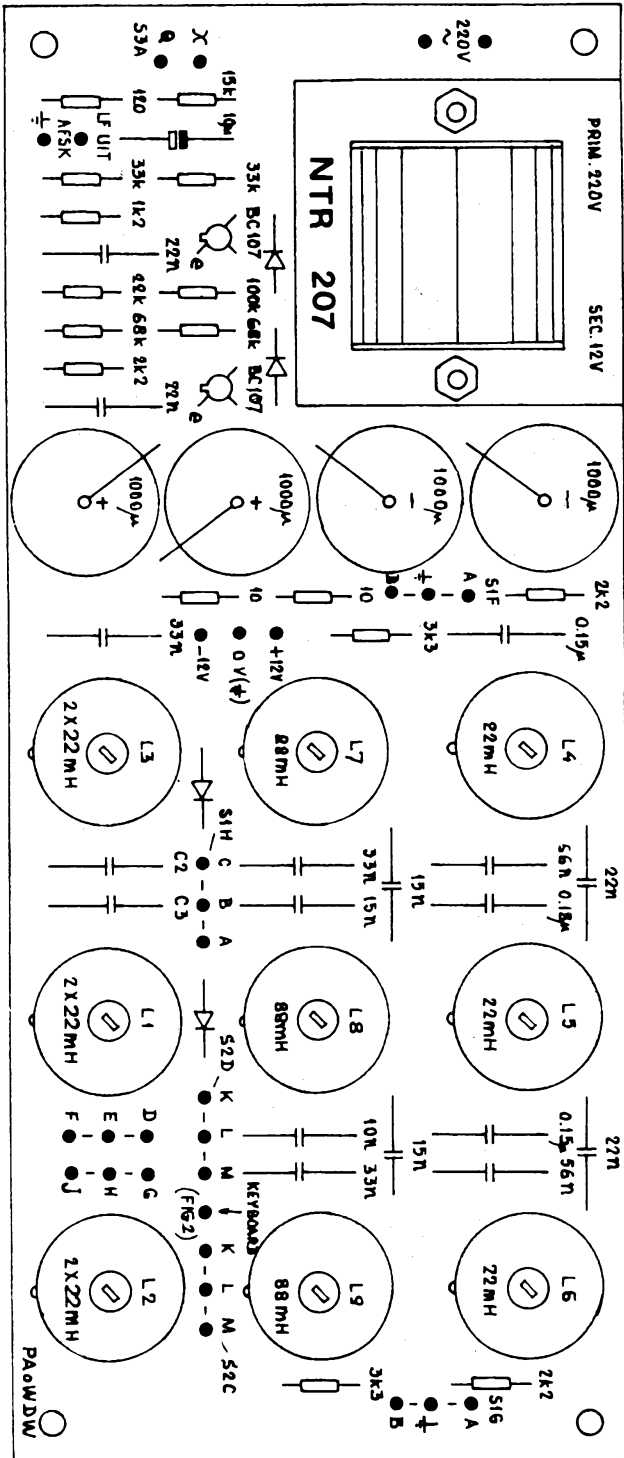 220V
~
PRIM. 220V
SEC. 12V
NTR 207
X
Q
S3A
15k
10µ
120
LF UIT
AFSK
33k
33k
1k2
BC107
e
22n
22k
100k
68k
68k
2k2
BC107
e
22n
1000µ
+
1000µ
+
1000µ
-
1000µ
-
10
10
B
A
S1F
2k2
33n
-12V
0V(⏚)
+12V
3k3
0.15µ
L3
2X22mH
L7
88mH
L4
22mH
S1H
C2
C
33n
15n
56n
22n
C3
B
15n
0.18µ
A
L1
2X22mH
L8
88mH
L5
22mH
S2D
K
F
E
D
L
10n
15n
0.15µ
22n
J
H
G
M
33n
56n
KEYBOARD
(FIG2)
K
L
M
S2C
L2
2X22mH
L9
88mH
L6
22mH
3k3
2k2
B
A
S1G
PA0WDW